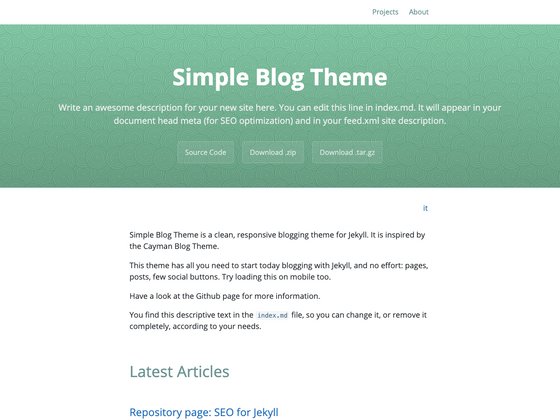 Projects About
Simple Blog Theme
Write an awesome description for your new site here. You can edit this line in index.md. It will appear in
document head meta (for SEO optimization) and in your feed.xml site description.
Source Code Download .zip Download .tar.gz
it
Simple Blog Theme is a clean, responsive blogging theme for Jekyll. It is inspired by
the Cayman Blog Theme.
This theme has all you need to start today blogging with Jekyll, and no effort: pages,
posts, few social buttons. Try loading this on mobile too.
Have a look at the Github page for more information.
You find this descriptive text in the index.md file, so you can change it, or remove it
completely, according to your needs.
Latest Articles
Repository page: SEO for Jekyll